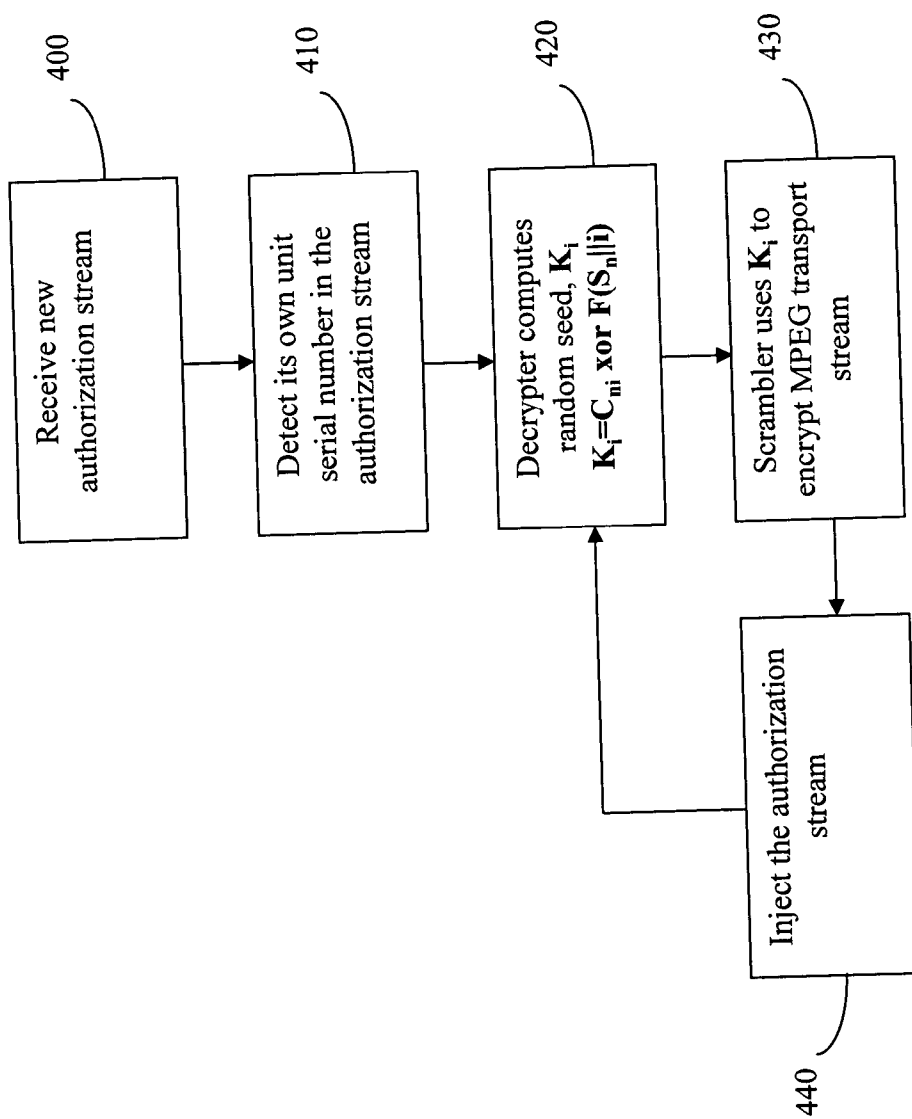 400
Receive new
authorization stream
410
Detect its own unit
serial number in the
authorization stream
420
Decrypter computes
random seed, Kᵢ
Kᵢ=Cₙᵢ xor F(Sₙ||i)
430
Scrambler uses Kᵢ to
encrypt MPEG transport
stream
Inject the authorization
stream
440